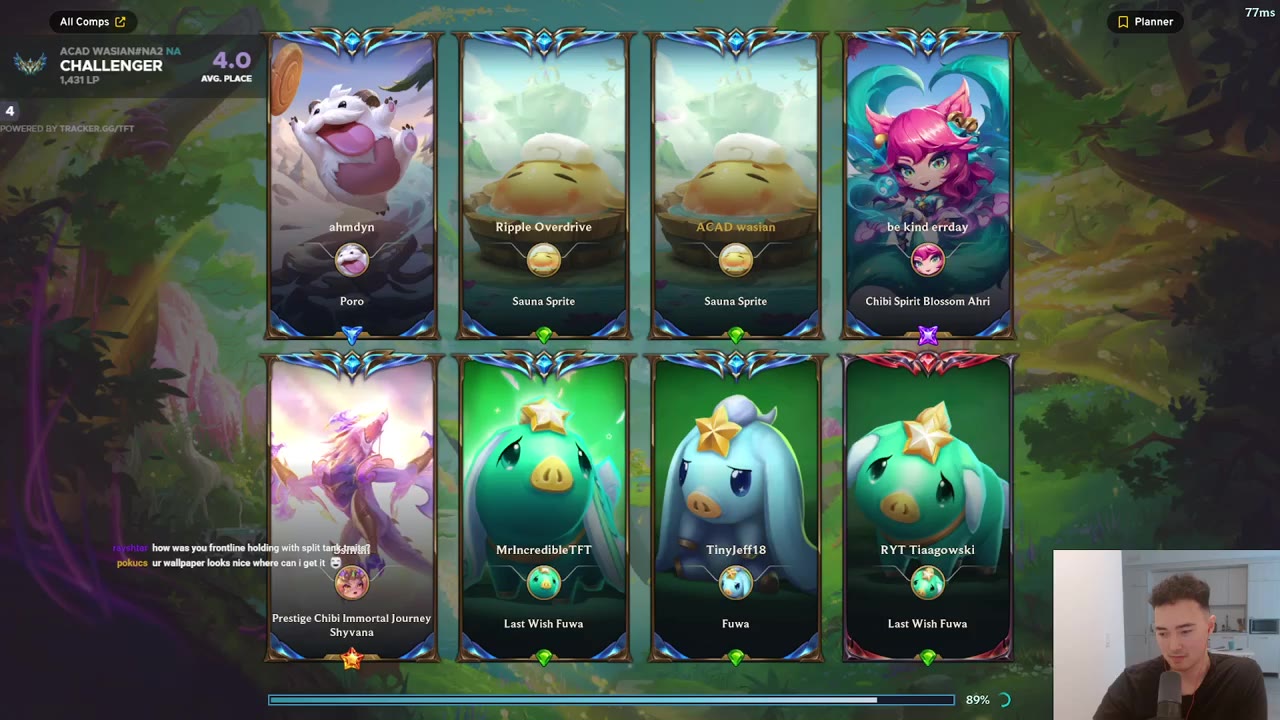 All Comps
Planner
77ms
ACAD WASIAN#NA2 NA
CHALLENGER
1,431 LP
4.0
AVG. PLACE
4
POWERED BY TRACKER.GG/TFT
ahmdyn
Poro
Ripple Overdrive
Sauna Sprite
ACAD wasian
Sauna Sprite
be kind errday
Chibi Spirit Blossom Ahri
rayshtar how was you frontline holding with split tank traits?
pokucs ur wallpaper looks nice where can i get it
Prestige Chibi Immortal Journey
Shyvana
MrIncredibleTFT
Last Wish Fuwa
TinyJeff18
Fuwa
RYT Tiaagowski
Last Wish Fuwa
89%